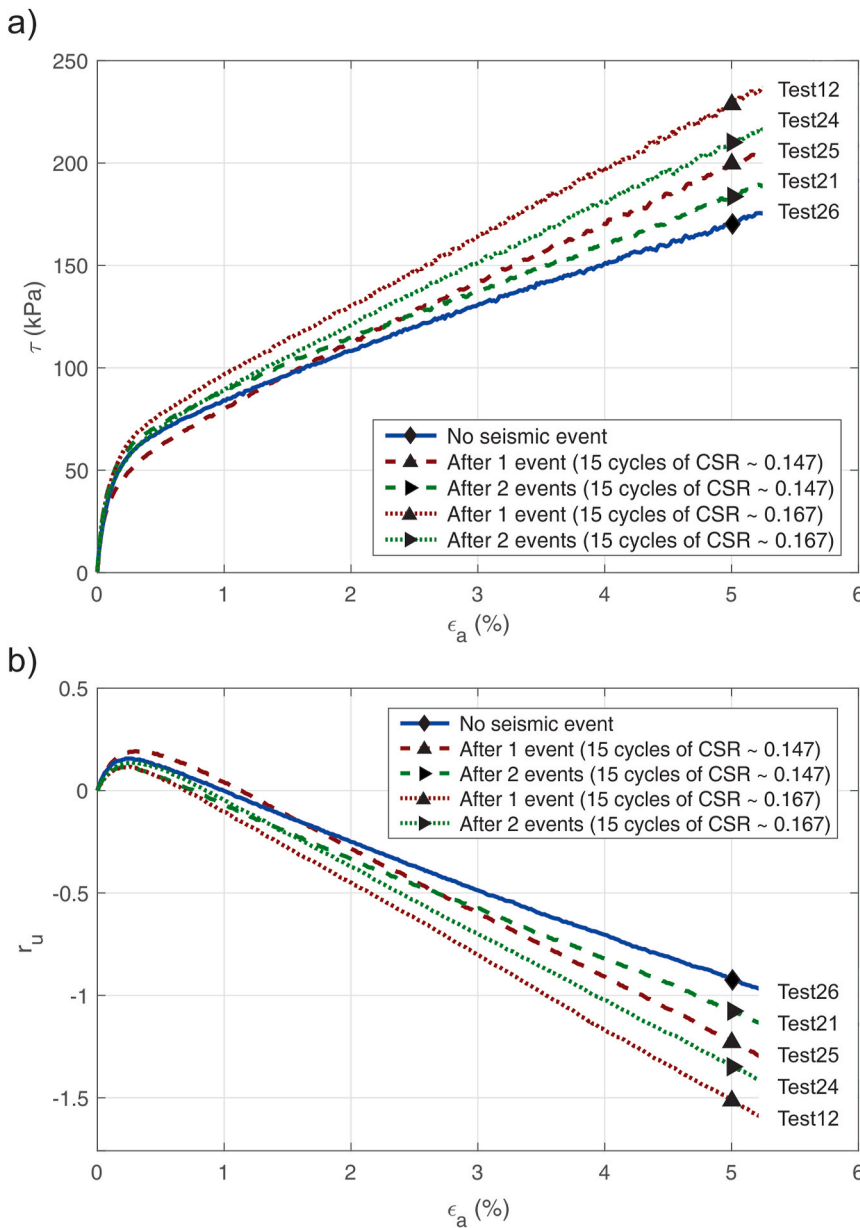 a)
250
200
150
100
50
0
τ (kPa)
Test12
Test24
Test25
Test21
Test26
No seismic event
After 1 event (15 cycles of CSR ~ 0.147)
After 2 events (15 cycles of CSR ~ 0.147)
After 1 event (15 cycles of CSR ~ 0.167)
After 2 events (15 cycles of CSR ~ 0.167)
0 1 2 3 4 5 6
ϵa (%)
b)
0.5
0
-0.5
-1
-1.5
ru
No seismic event
After 1 event (15 cycles of CSR ~ 0.147)
After 2 events (15 cycles of CSR ~ 0.147)
After 1 event (15 cycles of CSR ~ 0.167)
After 2 events (15 cycles of CSR ~ 0.167)
Test26
Test21
Test25
Test24
Test12
0 1 2 3 4 5 6
ϵa (%)